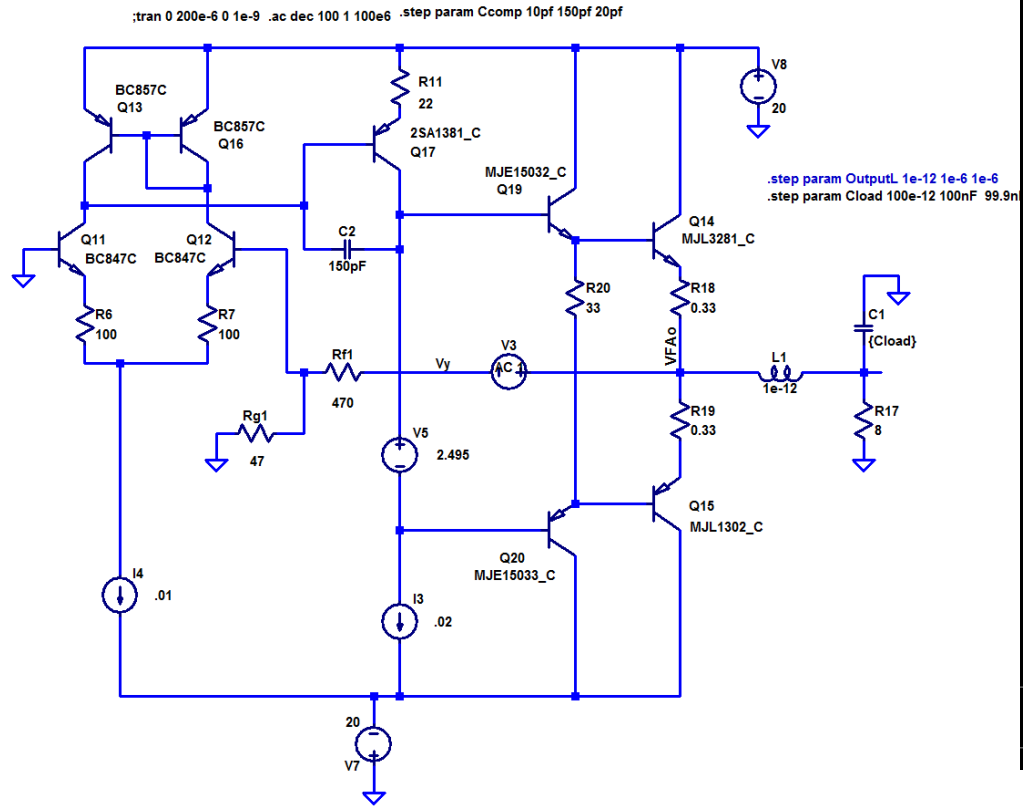 ;tran 0 200e-6 0 1e-9 .ac dec 100 1 100e6 .step param Ccomp 10pf 150pf 20pf
V8
20
BC857C
Q13
R11
22
BC857C
Q16
2SA1381_C
Q17
MJE15032_C
Q19
.step param OutputL 1e-12 1e-6 1e-6
.step param Cload 100e-12 100nF 99.9n
Q14
MJL3281_C
Q11
BC847C
Q12
BC847C
C2
150pF
R20
33
R18
0.33
R6
100
R7
100
C1
{Cload}
VFAo
V3
AC 1
Vy
Rf1
470
L1
1e-12
Rg1
47
R19
0.33
R17
8
V5
2.495
Q15
MJL1302_C
Q20
MJE15033_C
I4
.01
I3
.02
20
V7